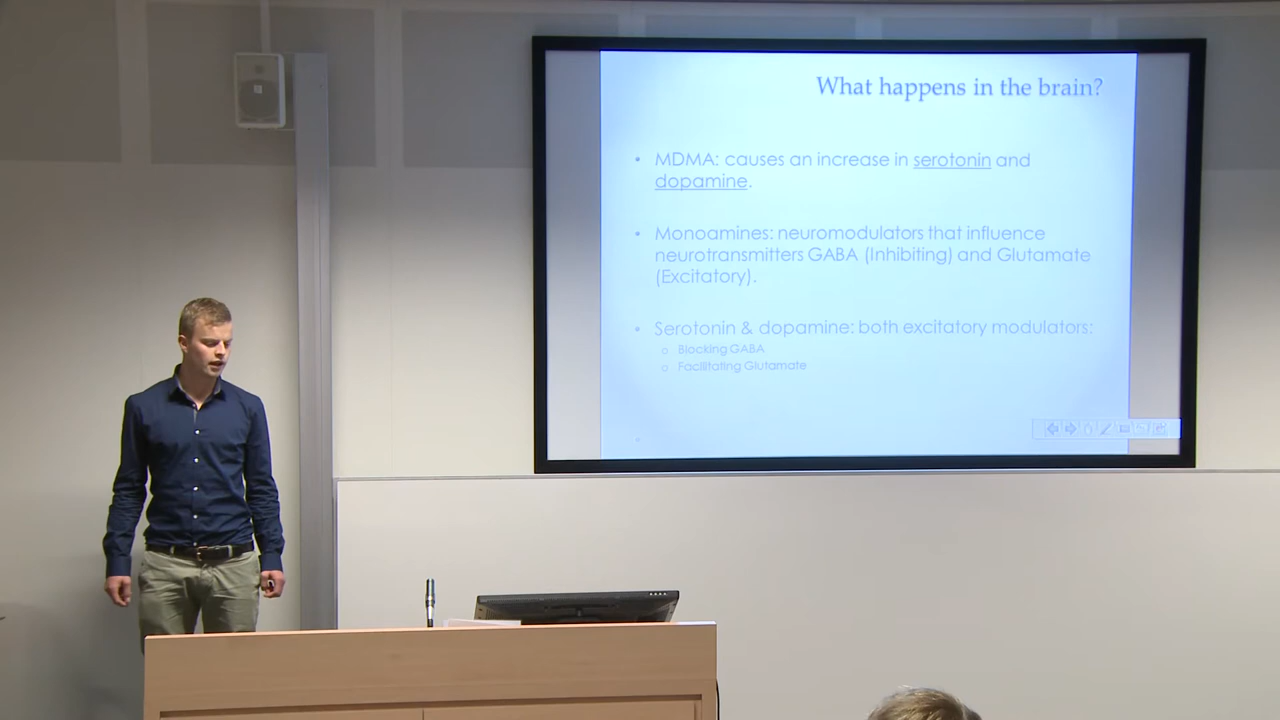 What happens in the brain?
• MDMA: causes an increase in serotonin and
dopamine.
• Monoamines: neuromodulators that influence
neurotransmitters GABA (Inhibiting) and Glutamate
(Excitatory).
• Serotonin & dopamine: both excitatory modulators:
o Blocking GABA
o Facilitating Glutamate